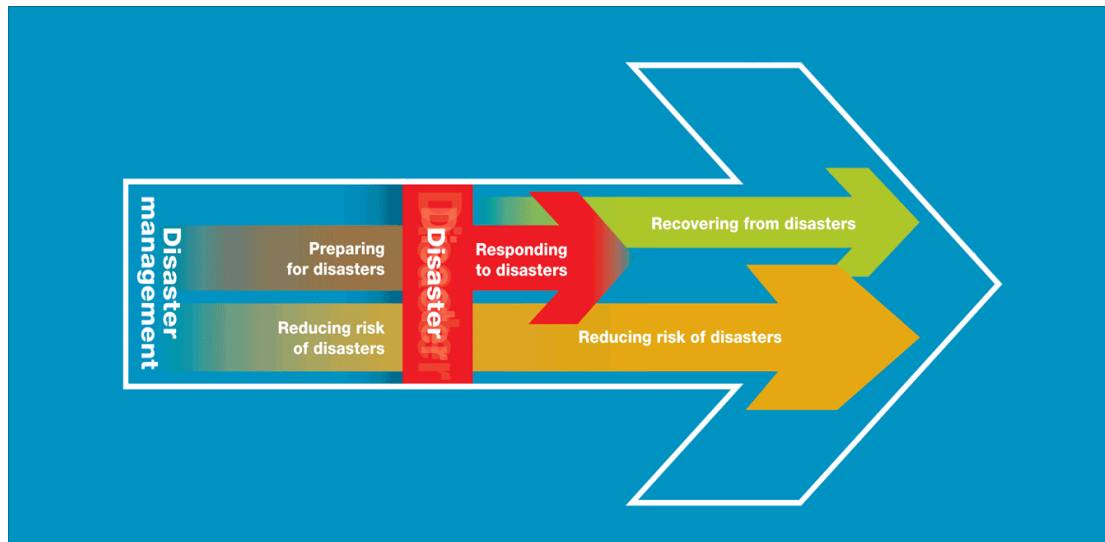 Disaster
management
Preparing
for disasters
Reducing risk
of disasters
Disaster
Disaster
Responding
to disasters
Recovering from disasters
Reducing risk of disasters